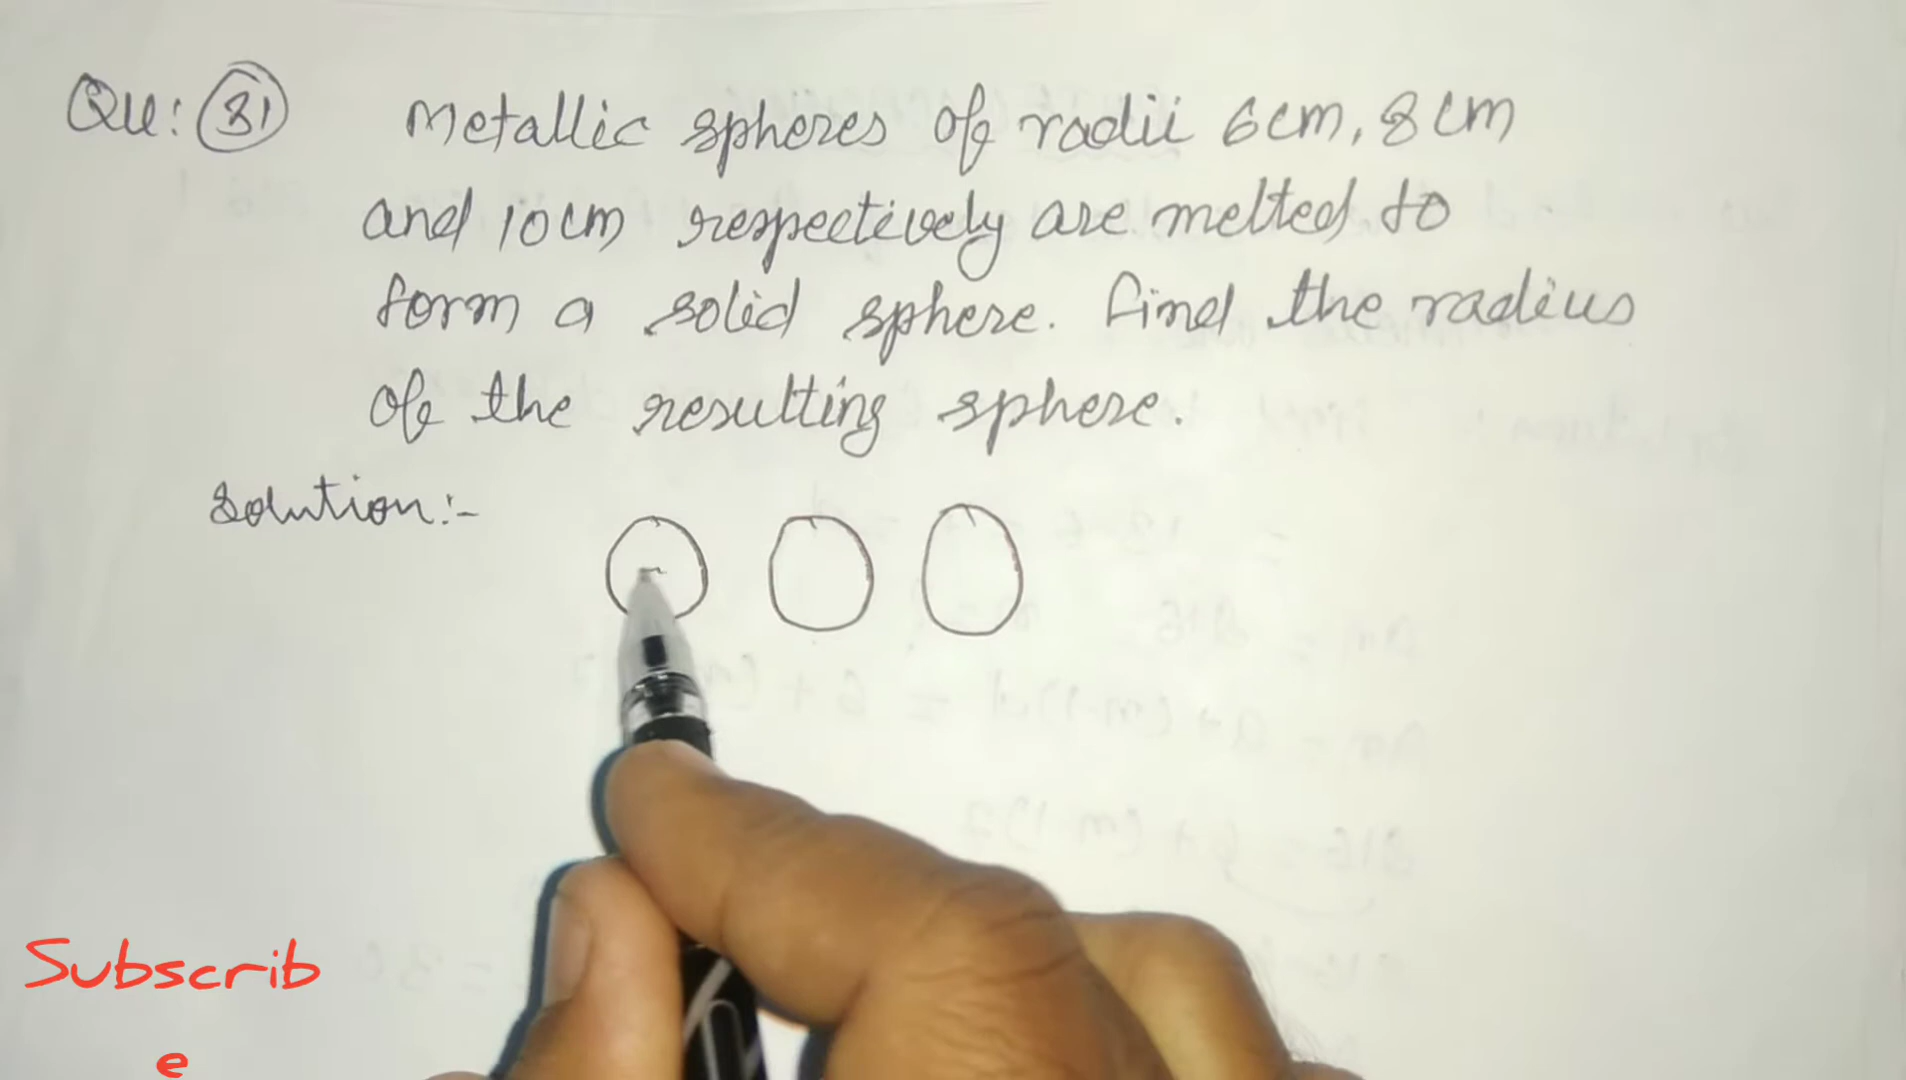 Qu: 31 Metallic spheres of radii 6cm, 8cm
and 10cm respectively are melted to
form a solid sphere. Find the radius
of the resulting sphere.
Solution:-
Subscrib
e